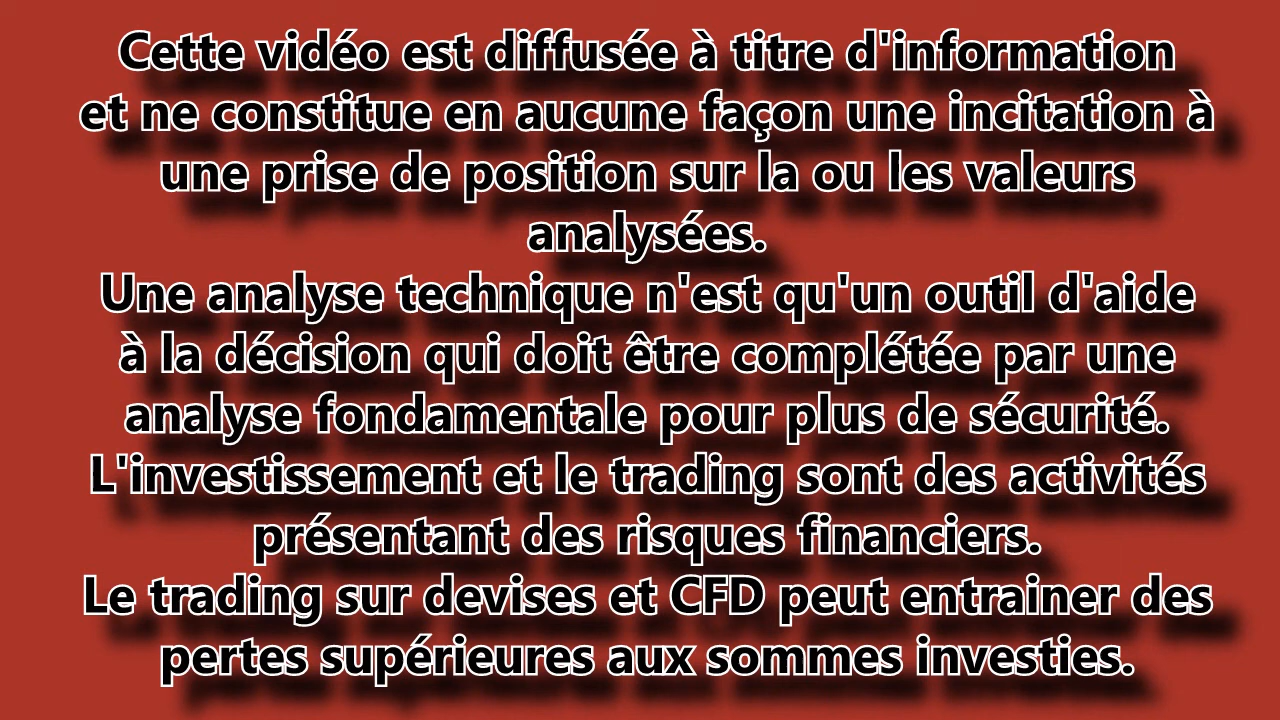 Cette vidéo est diffusée à titre d'information
et ne constitue en aucune façon une incitation à
une prise de position sur la ou les valeurs
analysées.
Une analyse technique n'est qu'un outil d'aide
à la décision qui doit être complétée par une
analyse fondamentale pour plus de sécurité.
L'investissement et le trading sont des activités
présentant des risques financiers.
Le trading sur devises et CFD peut entrainer des
pertes supérieures aux sommes investies.